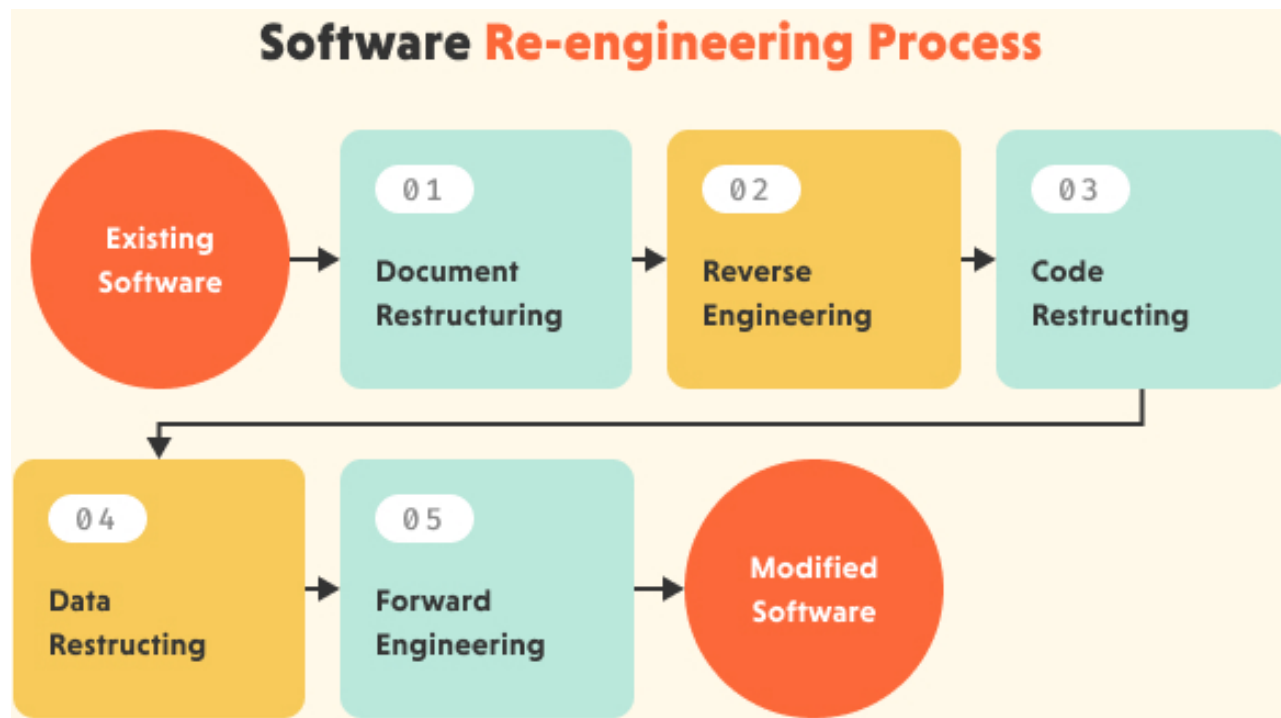 Software Re-engineering Process
Existing
Software
01
Document
Restructuring
02
Reverse
Engineering
03
Code
Restructing
04
Data
Restructing
05
Forward
Engineering
Modified
Software